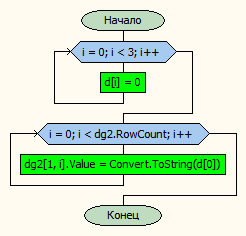 Начало
i = 0; i < 3; i++
d[i] = 0
i = 0; i < dg2.RowCount; i++
dg2[1, i].Value = Convert.ToString(d[0])
Конец